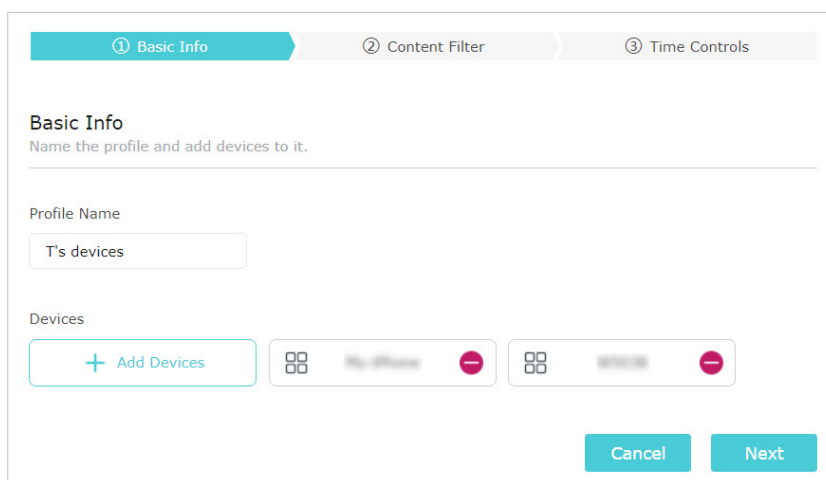 ① Basic Info ② Content Filter ③ Time Controls
Basic Info
Name the profile and add devices to it.
Profile Name
T's devices
Devices
+ Add Devices
Cancel Next